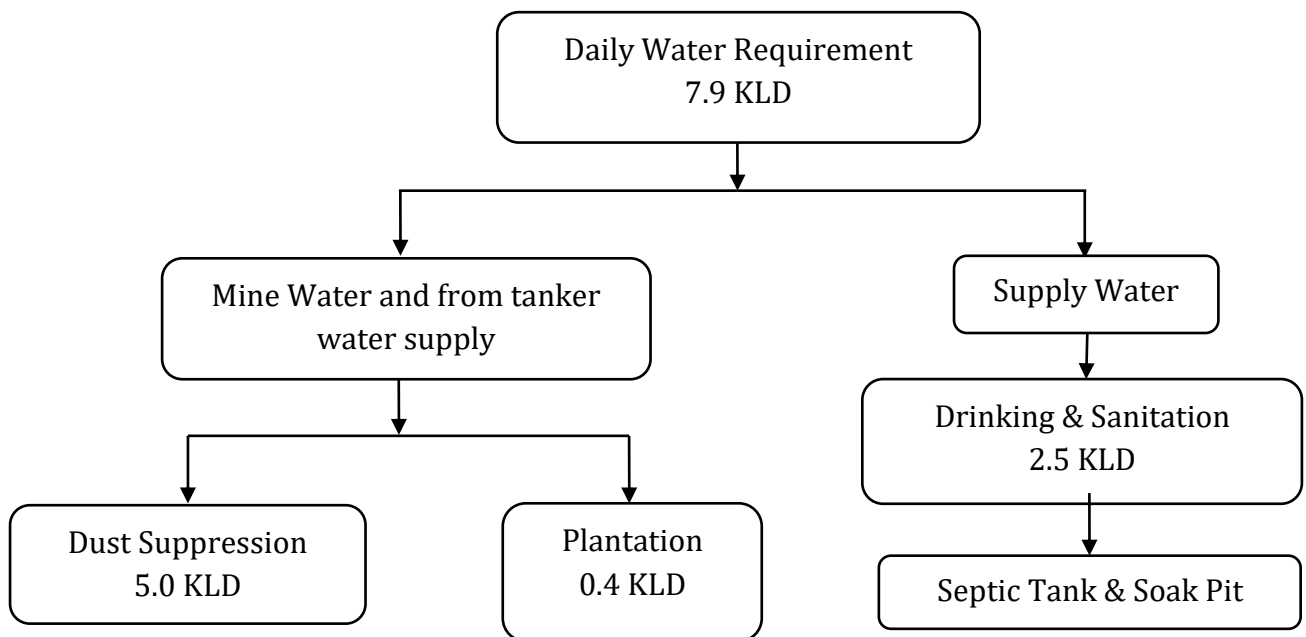 Daily Water Requirement
7.9 KLD
Mine Water and from tanker
water supply
Supply Water
Drinking & Sanitation
2.5 KLD
Dust Suppression
5.0 KLD
Plantation
0.4 KLD
Septic Tank & Soak Pit